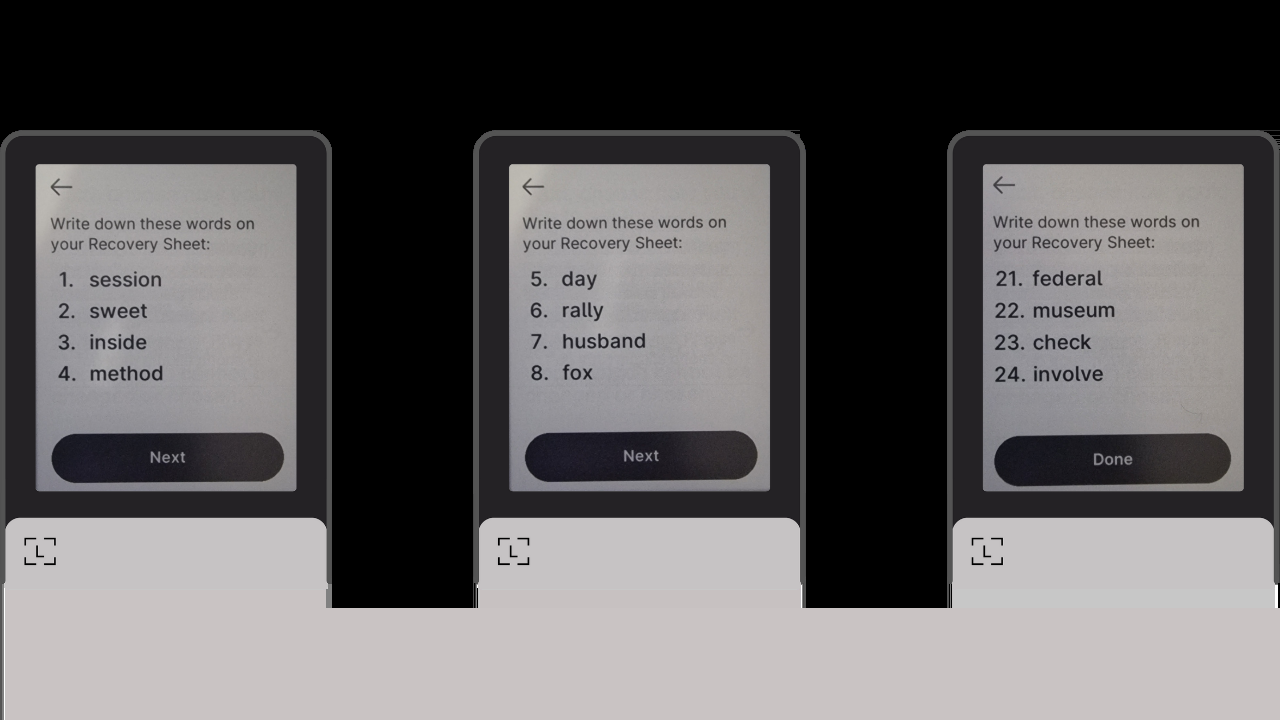 Write down these words on
your Recovery Sheet:
1. session
2. sweet
3. inside
4. method
Next
Write down these words on
your Recovery Sheet:
5. day
6. rally
7. husband
8. fox
Next
Write down these words on
your Recovery Sheet:
21. federal
22. museum
23. check
24. involve
Done